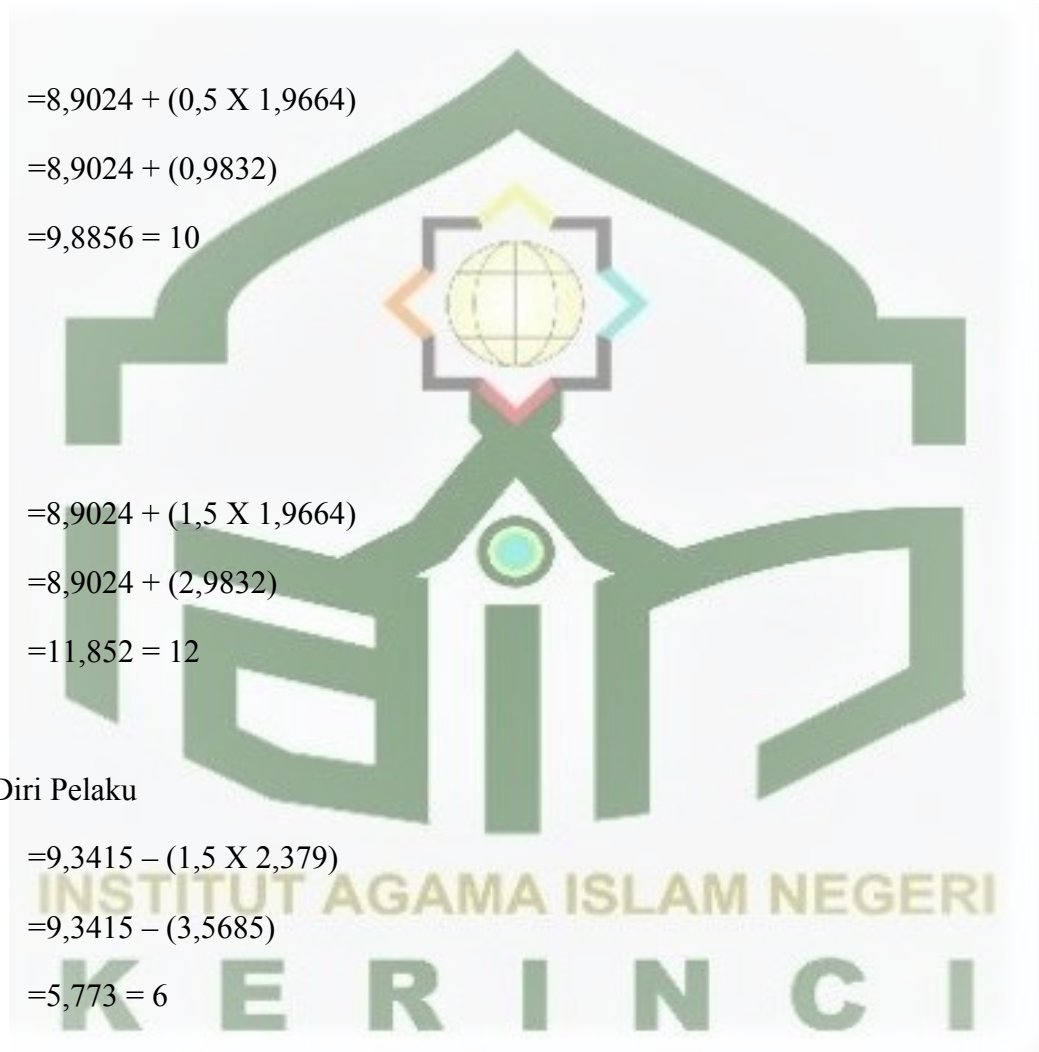 =8,9024 + (0,5 X 1,9664)
=8,9024 + (0,9832)
=9,8856 = 10
=8,9024 + (1,5 X 1,9664)
=8,9024 + (2,9832)
=11,852 = 12
Diri Pelaku
=9,3415 – (1,5 X 2,379)
INSTITUT AGAMA ISLAM NEGERI
=9,3415 – (3,5685)
KERINCI
=5,773 = 6